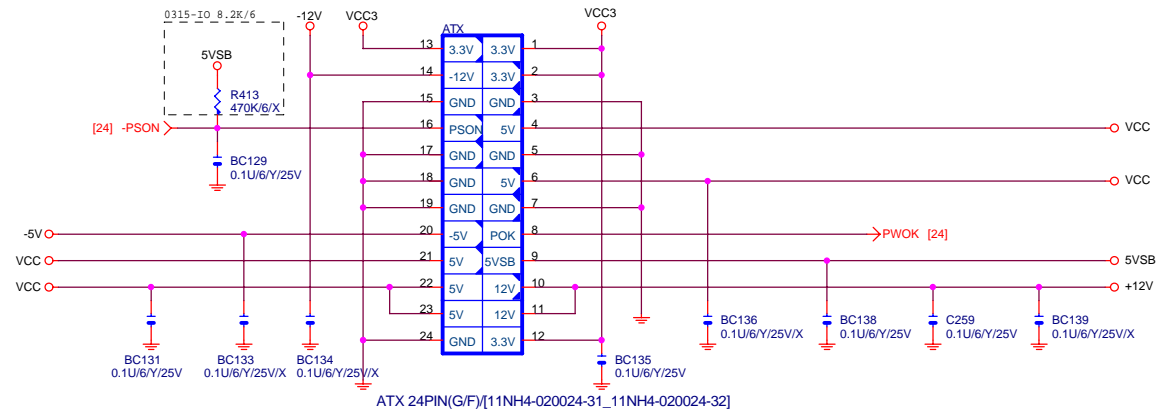 0315-IO 8.2K/6
-12V
VCC3
VCC3
ATX
5VSB
R413
470K/6/X
[24] -PSON
BC129
0.1U/6/Y/25V
13 3.3V 3.3V 1
14 -12V 3.3V 2
15 GND GND 3
16 PSON 5V 4
VCC
17 GND GND 5
18 GND 5V 6
VCC
19 GND GND 7
-5V
20 -5V POK 8
PWOK [24]
VCC
21 5V 5VSB 9
5VSB
VCC
22 5V 12V 10
+12V
23 5V 12V 11
24 GND 3.3V 12
BC131
0.1U/6/Y/25V
BC133
0.1U/6/Y/25V/X
BC134
0.1U/6/Y/25V/X
BC135
0.1U/6/Y/25V
BC136
0.1U/6/Y/25V/X
BC138
0.1U/6/Y/25V
C259
0.1U/6/Y/25V
BC139
0.1U/6/Y/25V/X
ATX 24PIN(G/F)/[11NH4-020024-31_11NH4-020024-32]